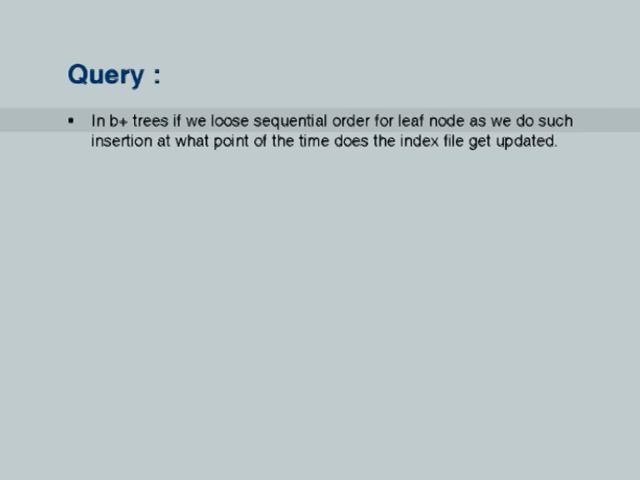 Query :
▪ In b+ trees if we loose sequential order for leaf node as we do such
insertion at what point of the time does the index file get updated.